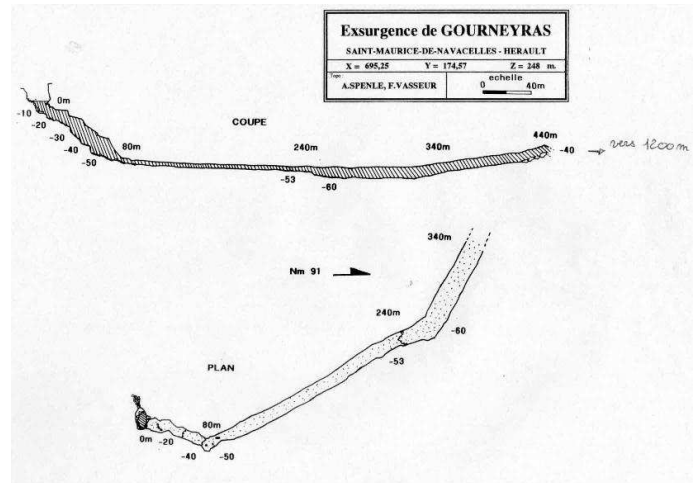 Exsurgence de GOURNEYRAS
SAINT-MAURICE-DE-NAVACELLES - HERAULT
X = 695,25 Y = 174,57 Z = 248 m.
Topo:
A.SPENLE, F.VASSEUR
echelle
0 40m
COUPE
0m
-10
-20
-30
-40
-50
80m
240m
-53
-60
340m
440m
-40
vers 1200m
340m
Nm 91
240m
-60
-53
PLAN
80m
0m
-20
-40
-50